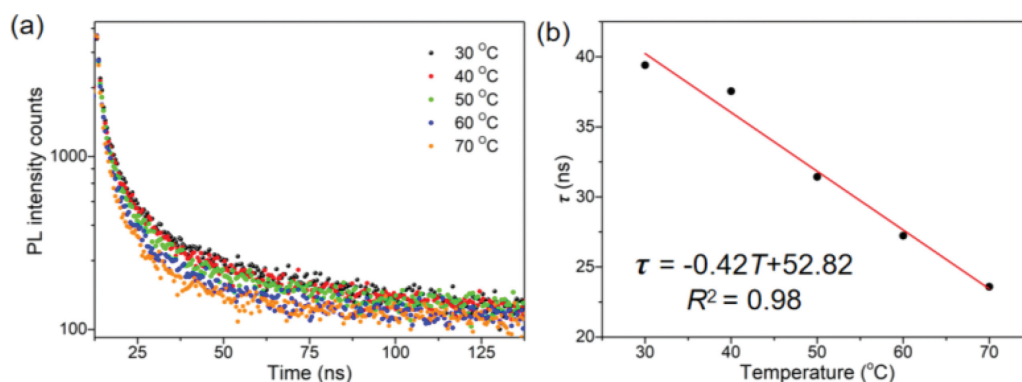 (a)
PL intensity counts
1000
100
30 °C
40 °C
50 °C
60 °C
70 °C
25
50
75
100
125
Time (ns)
(b)
τ (ns)
40
35
30
25
20
τ = -0.42T+52.82
R² = 0.98
30
40
50
60
70
Temperature (°C)